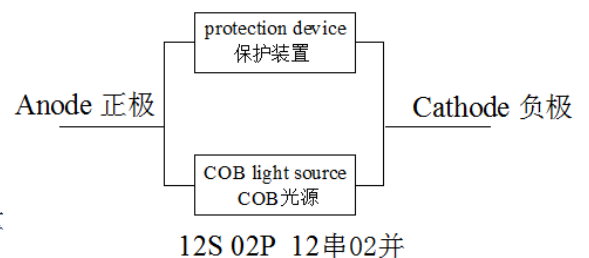 protection device
保护装置
Anode 正极
Cathode 负极
COB light source
COB光源
12S 02P 12串02并